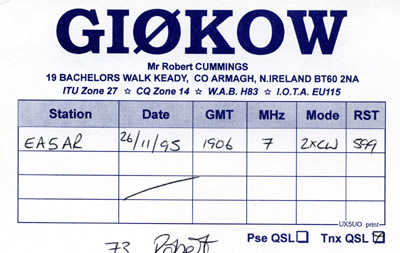 GIØKOW
Mr Robert CUMMINGS
19 BACHELORS WALK KEADY, CO ARMAGH, N.IRELAND BT60 2NA
ITU Zone 27 ☆ CQ Zone 14 ☆ W.A.B. H83 ☆ I.O.T.A. EU115
Station Date GMT MHz Mode RST
EA5AR 26/11/95 1906 7 2XCW 599
UX5UO print
Pse QSL Tnx QSL
73 Robert